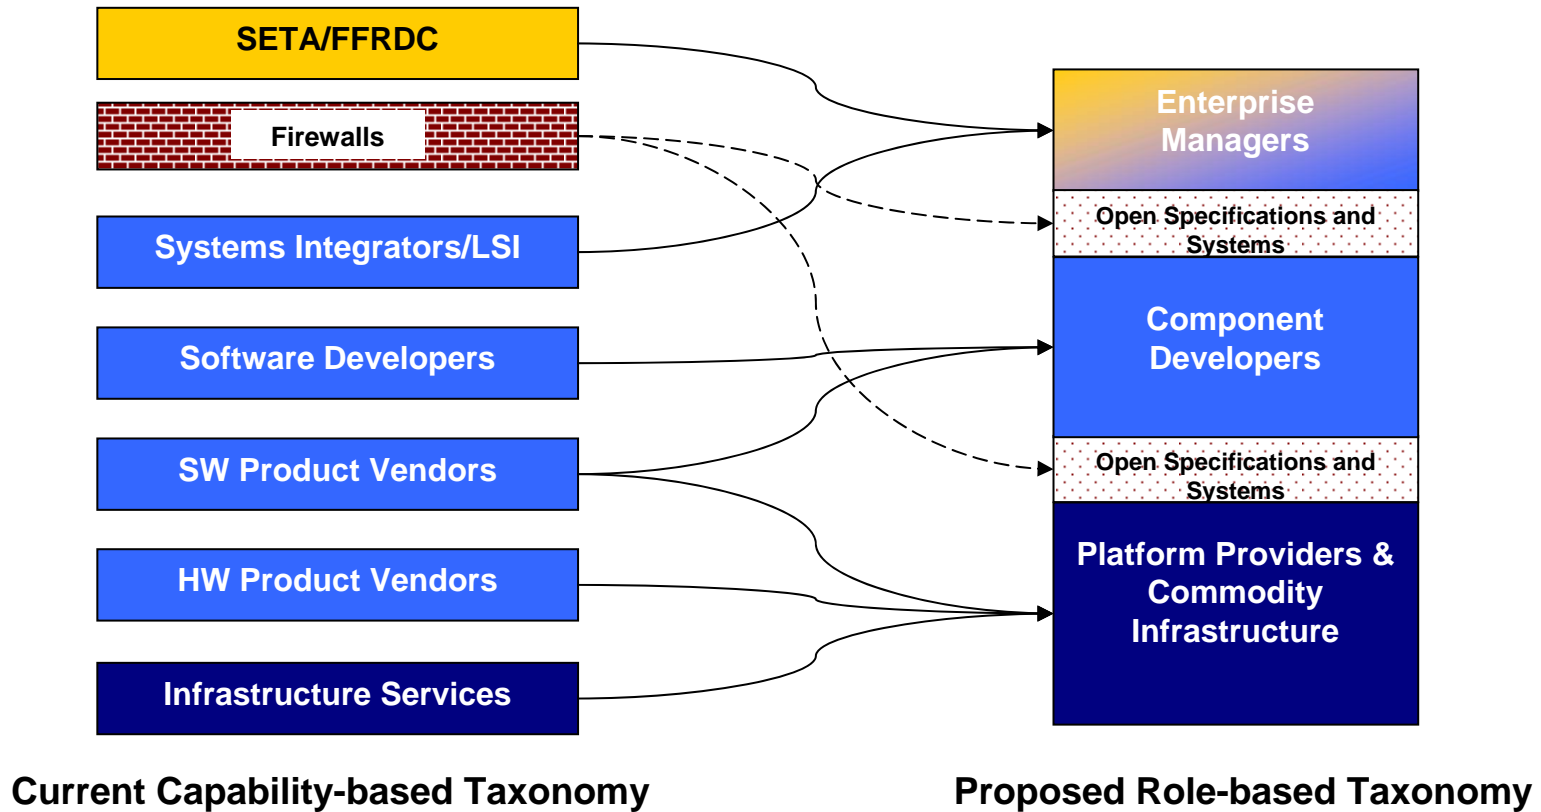 SETA/FFRDC
Firewalls
Systems Integrators/LSI
Software Developers
SW Product Vendors
HW Product Vendors
Infrastructure Services
Current Capability-based Taxonomy
Enterprise
Managers
Open Specifications and
Systems
Component
Developers
Open Specifications and
Systems
Platform Providers &
Commodity
Infrastructure
Proposed Role-based Taxonomy